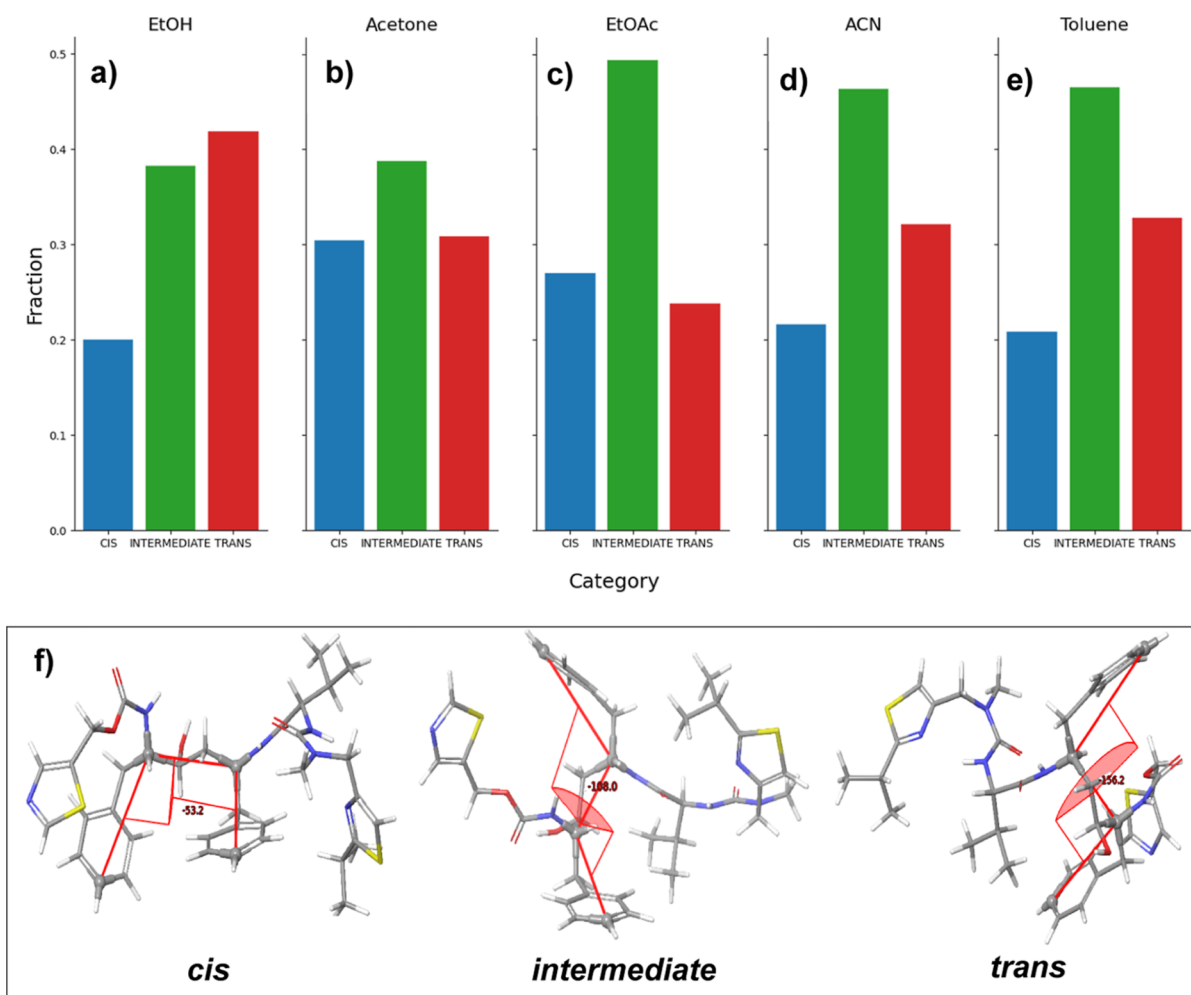 EtOH Acetone EtOAc ACN Toluene
a) b) c) d) e)
0.5
0.4
0.3
0.2
0.1
0.0
Fraction
CIS INTERMEDIATE TRANS CIS INTERMEDIATE TRANS CIS INTERMEDIATE TRANS CIS INTERMEDIATE TRANS CIS INTERMEDIATE TRANS
Category
f)
-53.2
-108.0
-156.2
cis intermediate trans